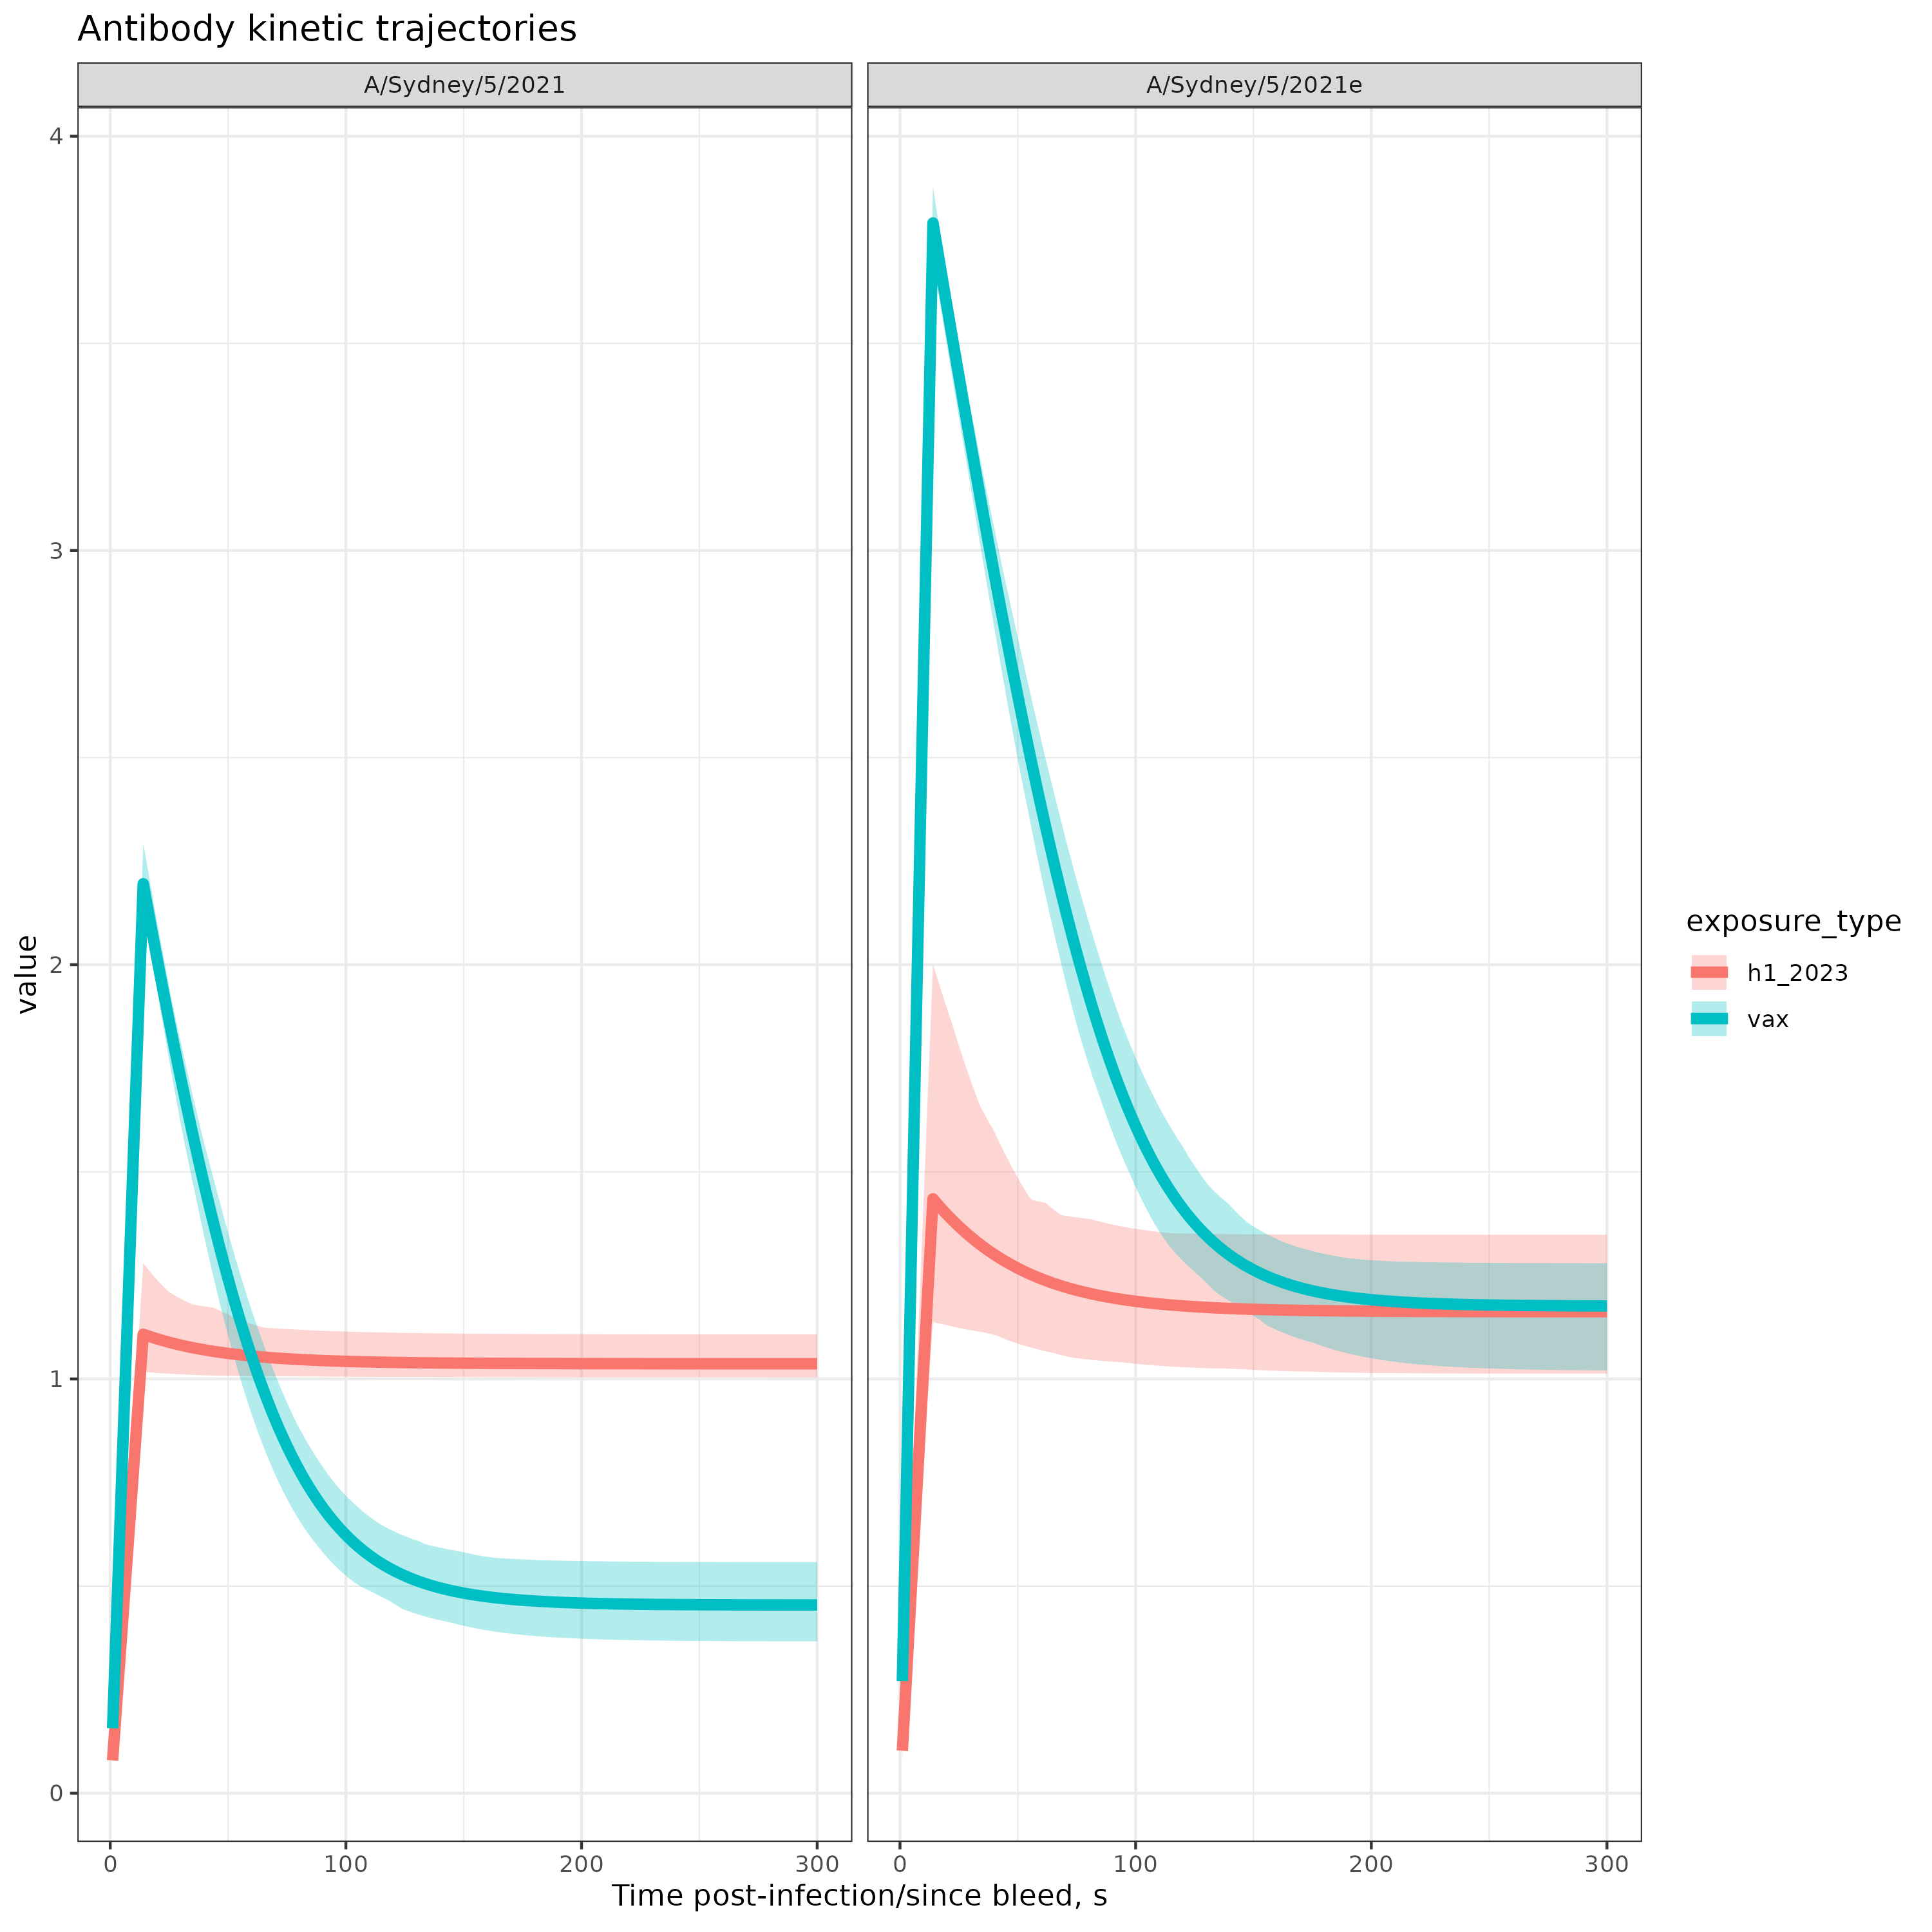 Antibody kinetic trajectories
A/Sydney/5/2021
A/Sydney/5/2021e
4
3
2
1
0
value
0
100
200
300
0
100
200
300
Time post-infection/since bleed, s
exposure_type
h1_2023
vax